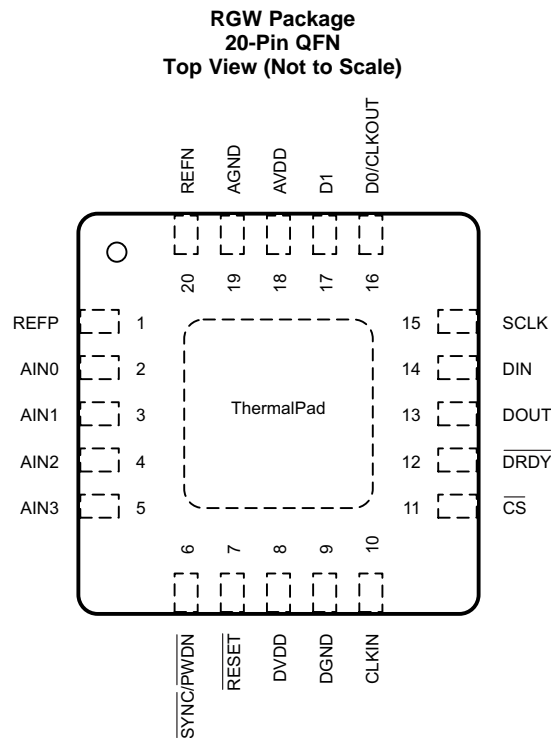 RGW Package
20-Pin QFN
Top View (Not to Scale)
REFN
AGND
AVDD
D1
D0/CLKOUT
20
19
18
17
16
REFP
1
15
SCLK
AIN0
2
14
DIN
AIN1
3
ThermalPad
13
DOUT
AIN2
4
12
DRDY
AIN3
5
11
CS
6
7
8
9
10
SYNC/PWDN
RESET
DVDD
DGND
CLKIN